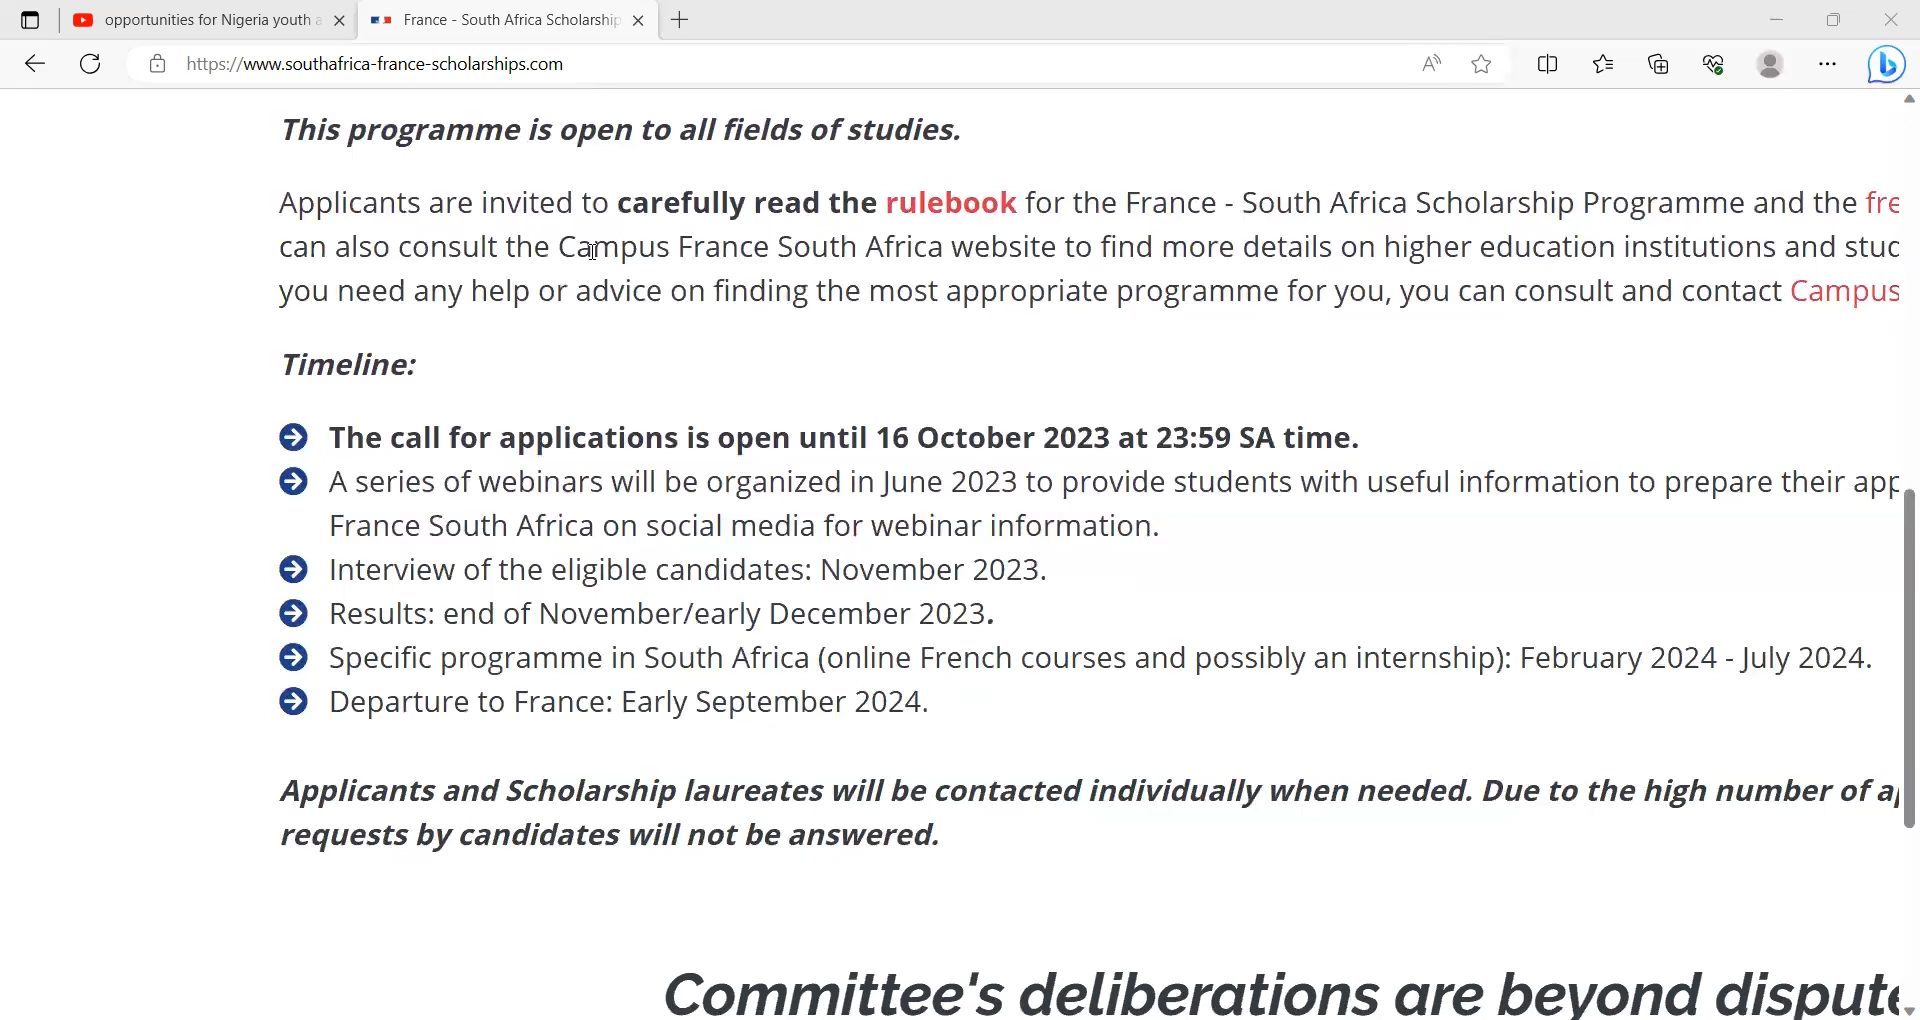 opportunities for Nigeria youth
France - South Africa Scholarship
https://www.southafrica-france-scholarships.com
This programme is open to all fields of studies.
Applicants are invited to carefully read the rulebook for the France - South Africa Scholarship Programme and the fre
can also consult the Campus France South Africa website to find more details on higher education institutions and stud
you need any help or advice on finding the most appropriate programme for you, you can consult and contact Campus
Timeline:
The call for applications is open until 16 October 2023 at 23:59 SA time.
A series of webinars will be organized in June 2023 to provide students with useful information to prepare their app
France South Africa on social media for webinar information.
Interview of the eligible candidates: November 2023.
Results: end of November/early December 2023.
Specific programme in South Africa (online French courses and possibly an internship): February 2024 - July 2024.
Departure to France: Early September 2024.
Applicants and Scholarship laureates will be contacted individually when needed. Due to the high number of ap
requests by candidates will not be answered.
Committee's deliberations are beyond dispute